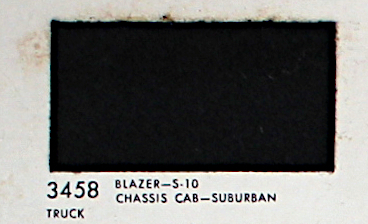 3458 BLAZER—S-10
CHASSIS CAB—SUBURBAN
TRUCK